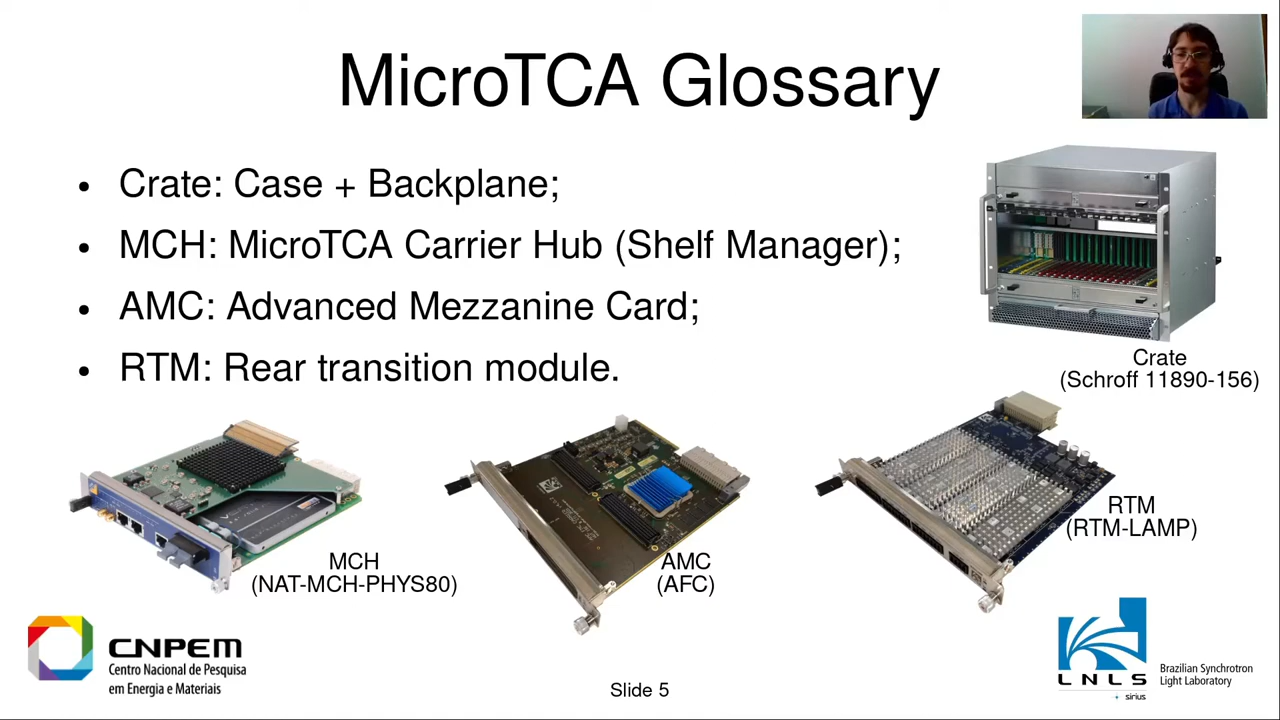 MicroTCA Glossary
• Crate: Case + Backplane;
• MCH: MicroTCA Carrier Hub (Shelf Manager);
• AMC: Advanced Mezzanine Card;
• RTM: Rear transition module.
Crate
(Schroff 11890-156)
MCH
(NAT-MCH-PHYS80)
AMC
(AFC)
RTM
(RTM-LAMP)
CNPEM
Centro Nacional de Pesquisa
em Energia e Materiais
Slide 5
LNLS
sirius
Brazilian Synchrotron
Light Laboratory